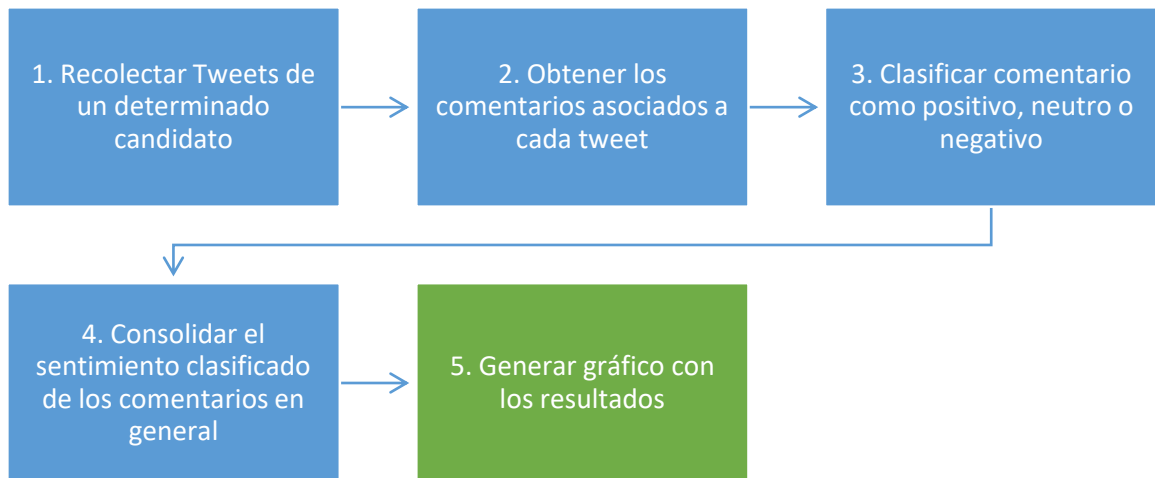 1. Recolectar Tweets de
un determinado
candidato
2. Obtener los
comentarios asociados a
cada tweet
3. Clasificar comentario
como positivo, neutro o
negativo
4. Consolidar el
sentimiento clasificado
de los comentarios en
general
5. Generar gráfico con
los resultados